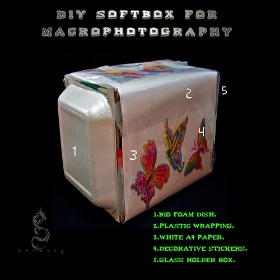 DIY SOFTBOX FOR
MACROPHOTOGRAPHY
2
5
4
1
3
1.BIO FOAM DISH.
2.PLASTIC WRAPPING.
3.WHITE A4 PAPER.
4.DECORATIVE STICKERS.
5.GLASS HOLDER BOX.